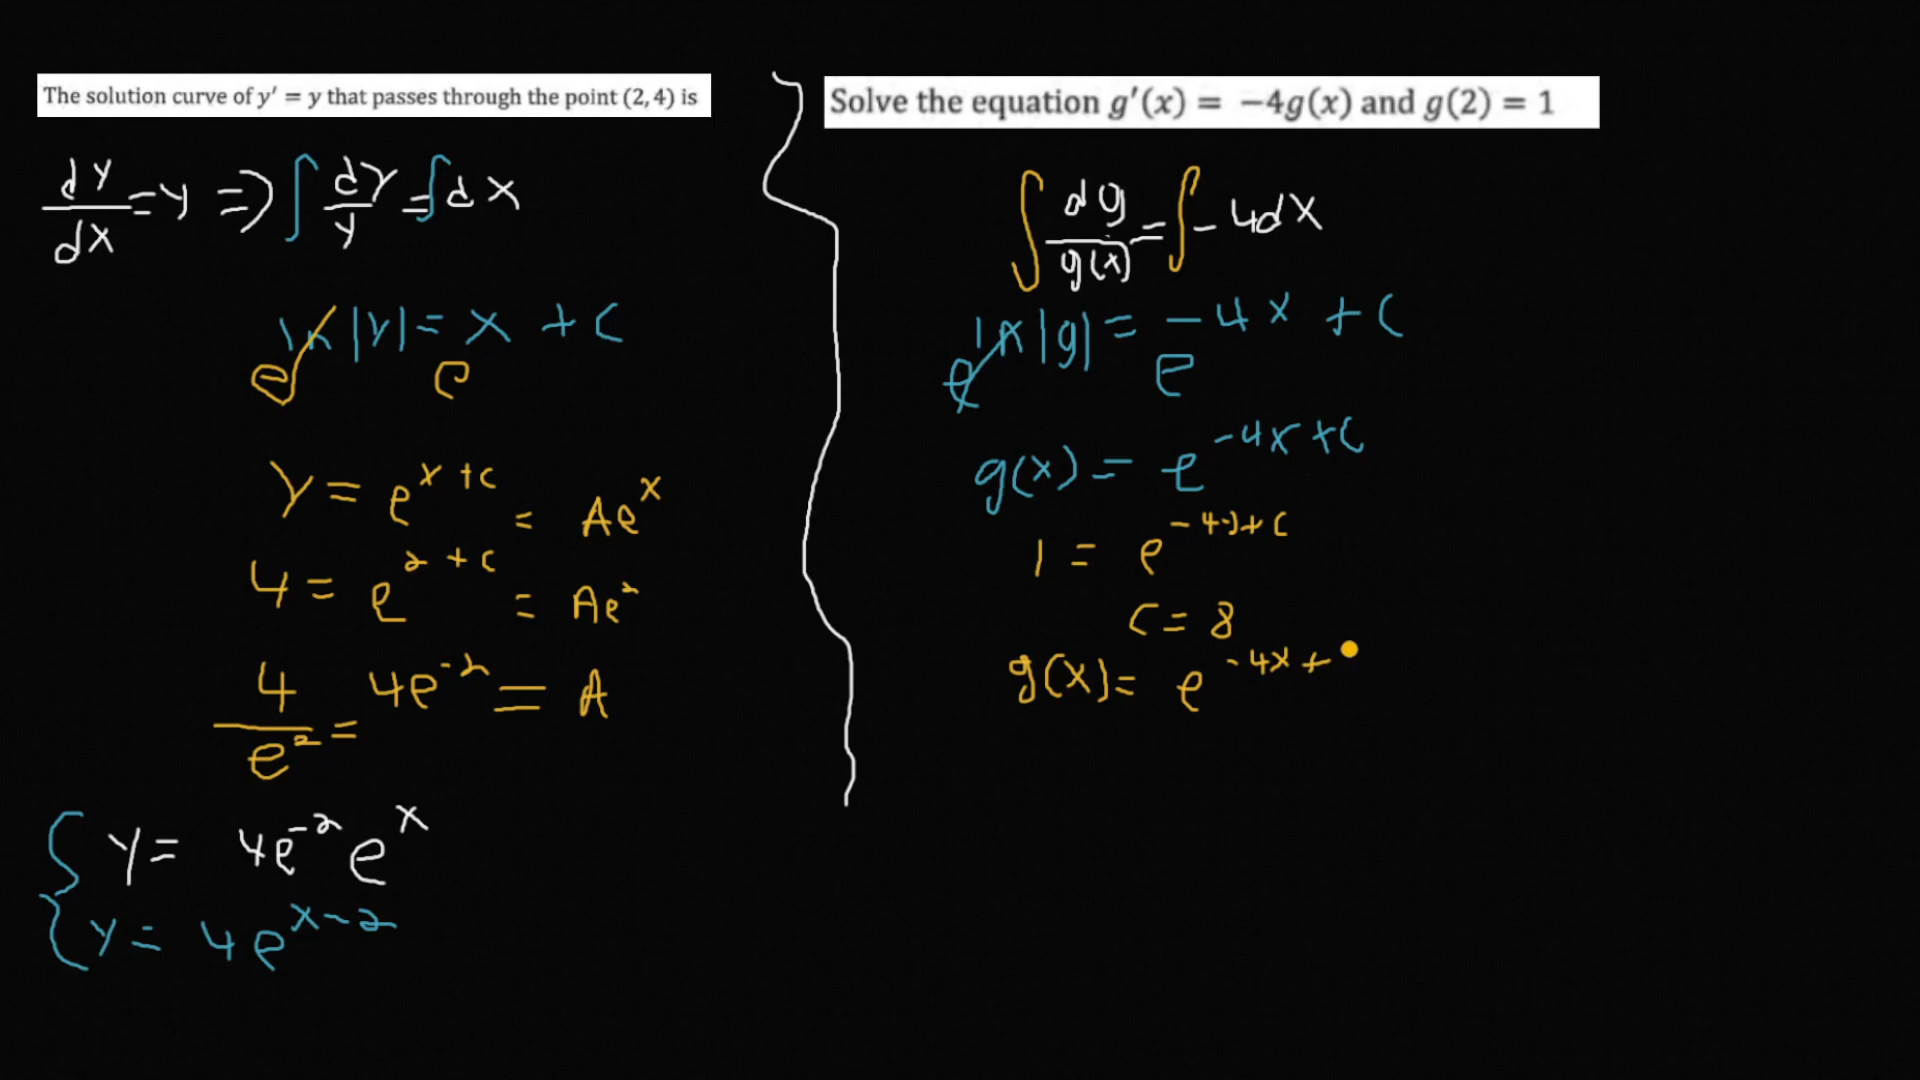 The solution curve of y′ = y that passes through the point (2, 4) is
dy/dx = y ⇒ ∫ dy/y = ∫ dx
e^ln|y| = e^x + c
y = e^x + c = Ae^x
4 = e^2 + c = Ae^2
4/e^2 = 4e^-2 = A
y = 4e^-2 e^x
y = 4e^x-2
Solve the equation g′(x) = −4g(x) and g(2) = 1
∫ dg/g(x) = ∫ -4dx
e^ln|g| = e^-4x + c
g(x) = e^-4x+c
1 = e^-4·2+c
c = 8
g(x) = e^-4x+